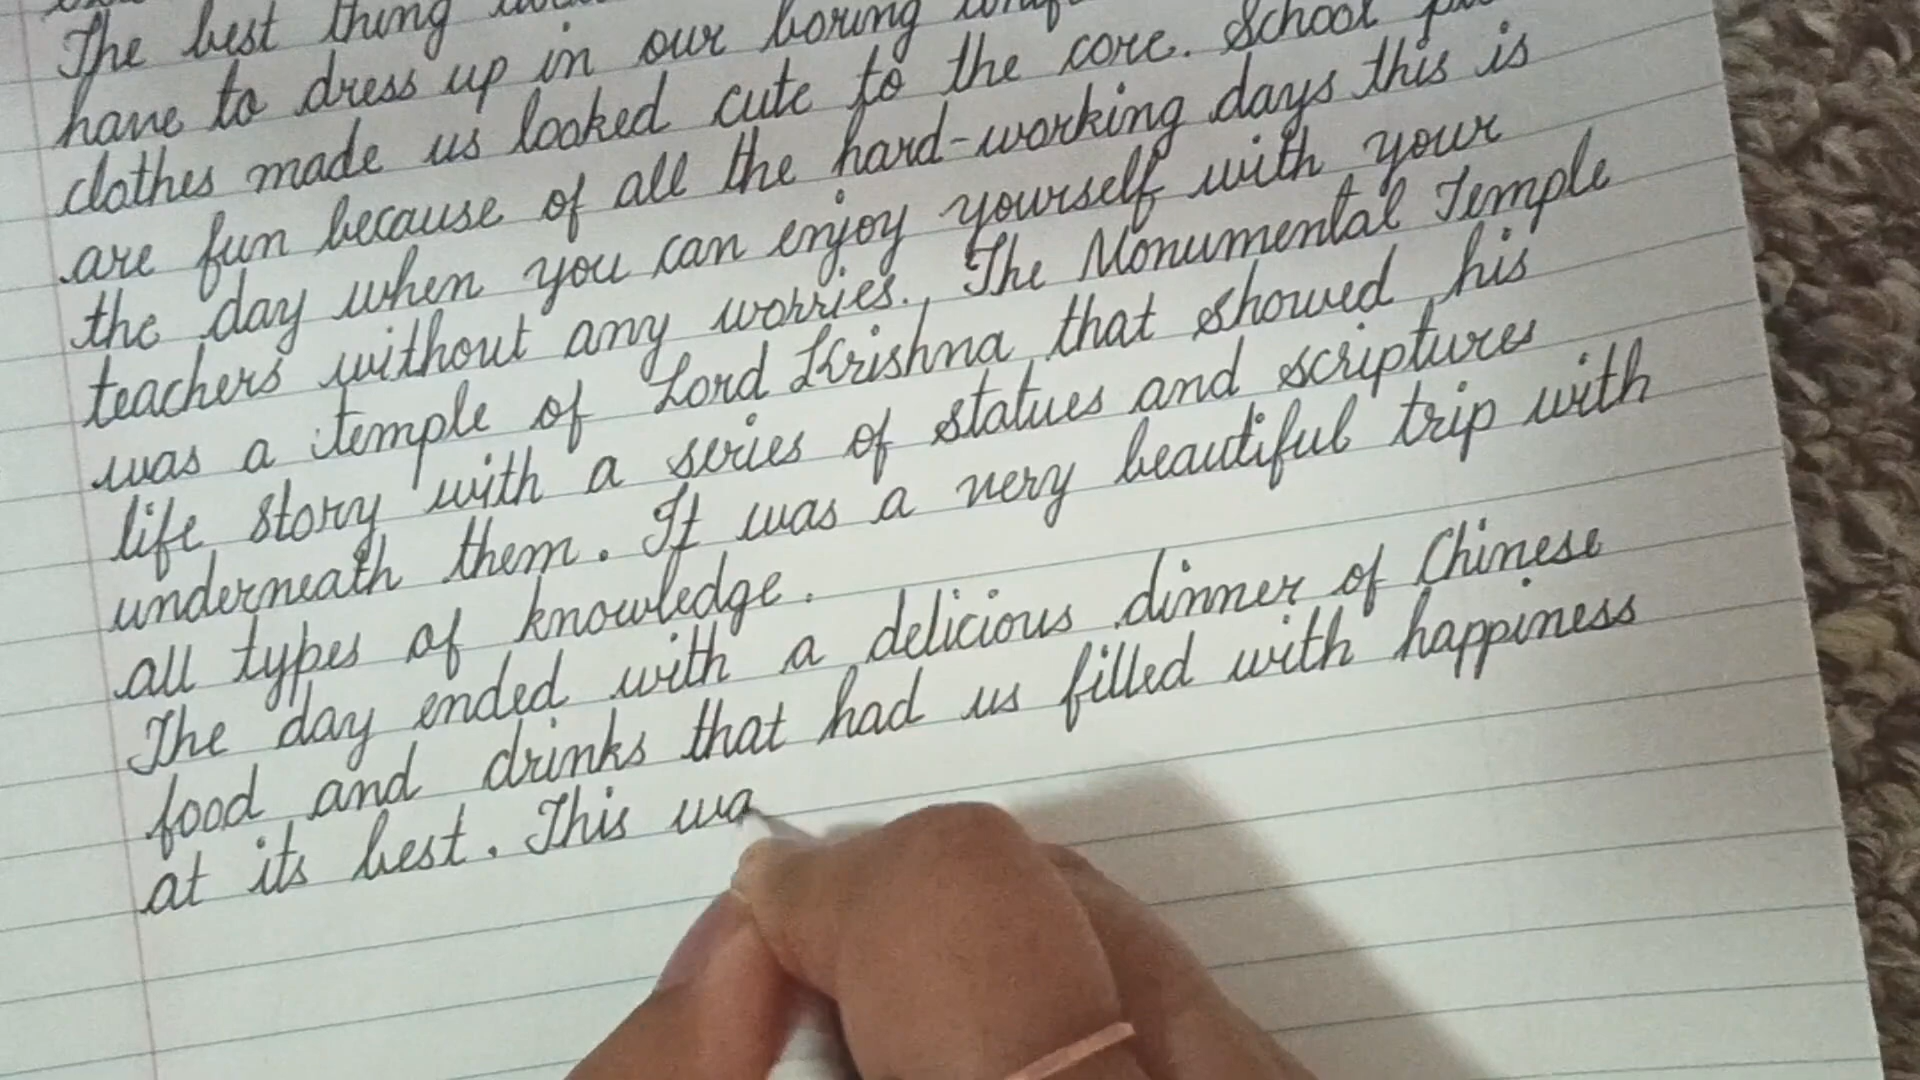 The best thing
have to dress up in our boring
clothes made us looked cute to the core. School
are fun because of all the hard-working days this is
the day when you can enjoy yourself with your
teachers without any worries. The Monumental Temple
was a temple of Lord Krishna that showed his
life story with a series of statues and scriptures
underneath them. It was a very beautiful trip with
all types of knowledge.
The day ended with a delicious dinner of Chinese
food and drinks that had us filled with happiness
at its best. This wa